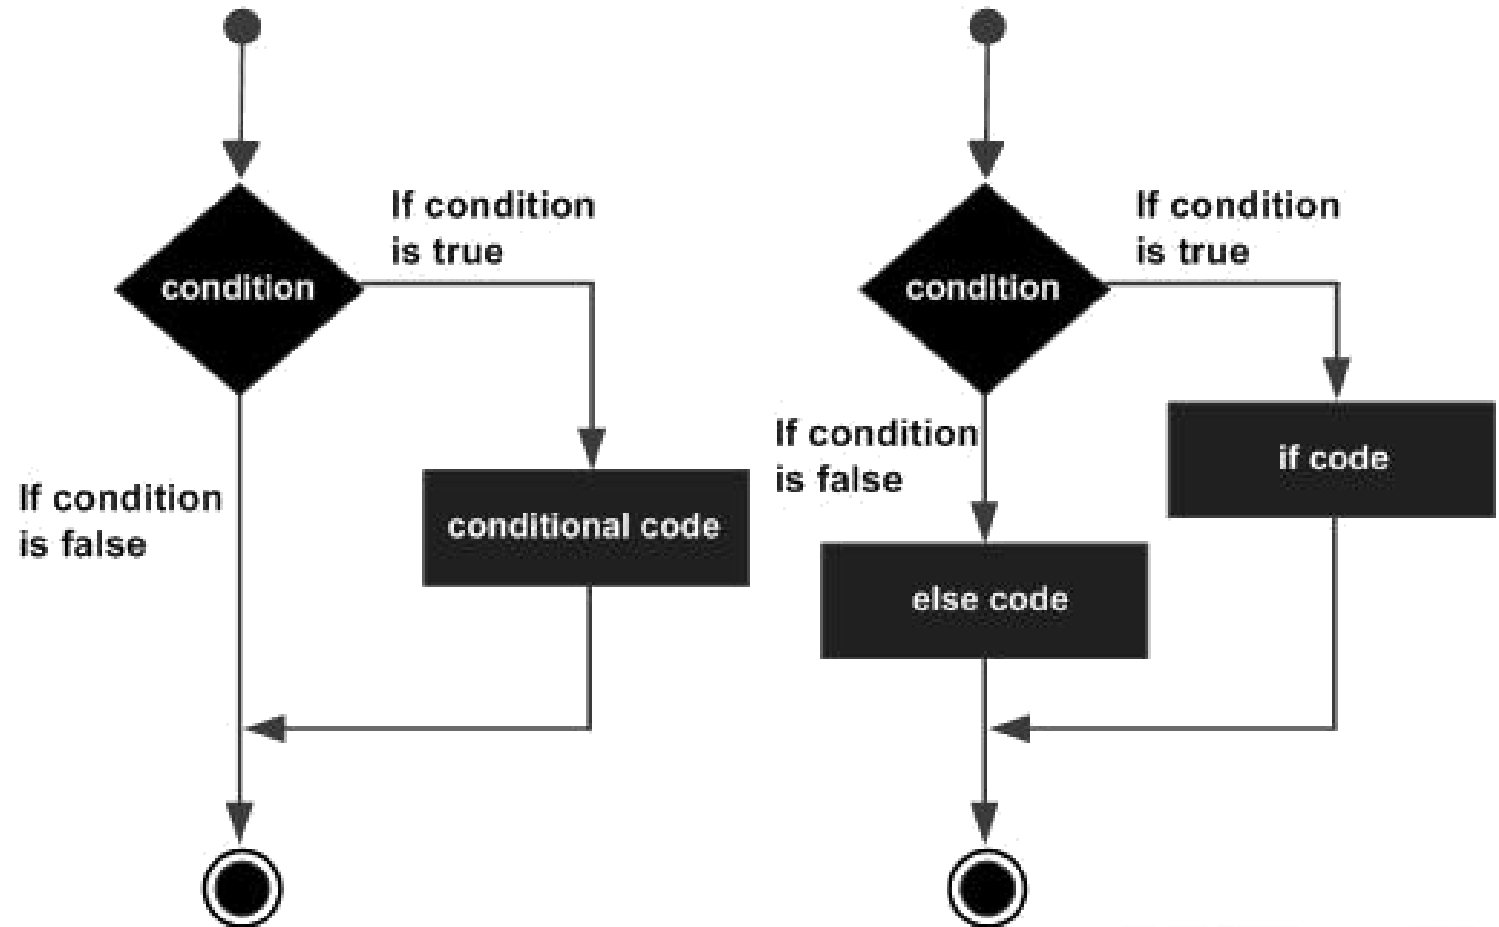 If condition
is true
condition
If condition
is false
conditional code
If condition
is true
condition
If condition
is false
if code
else code